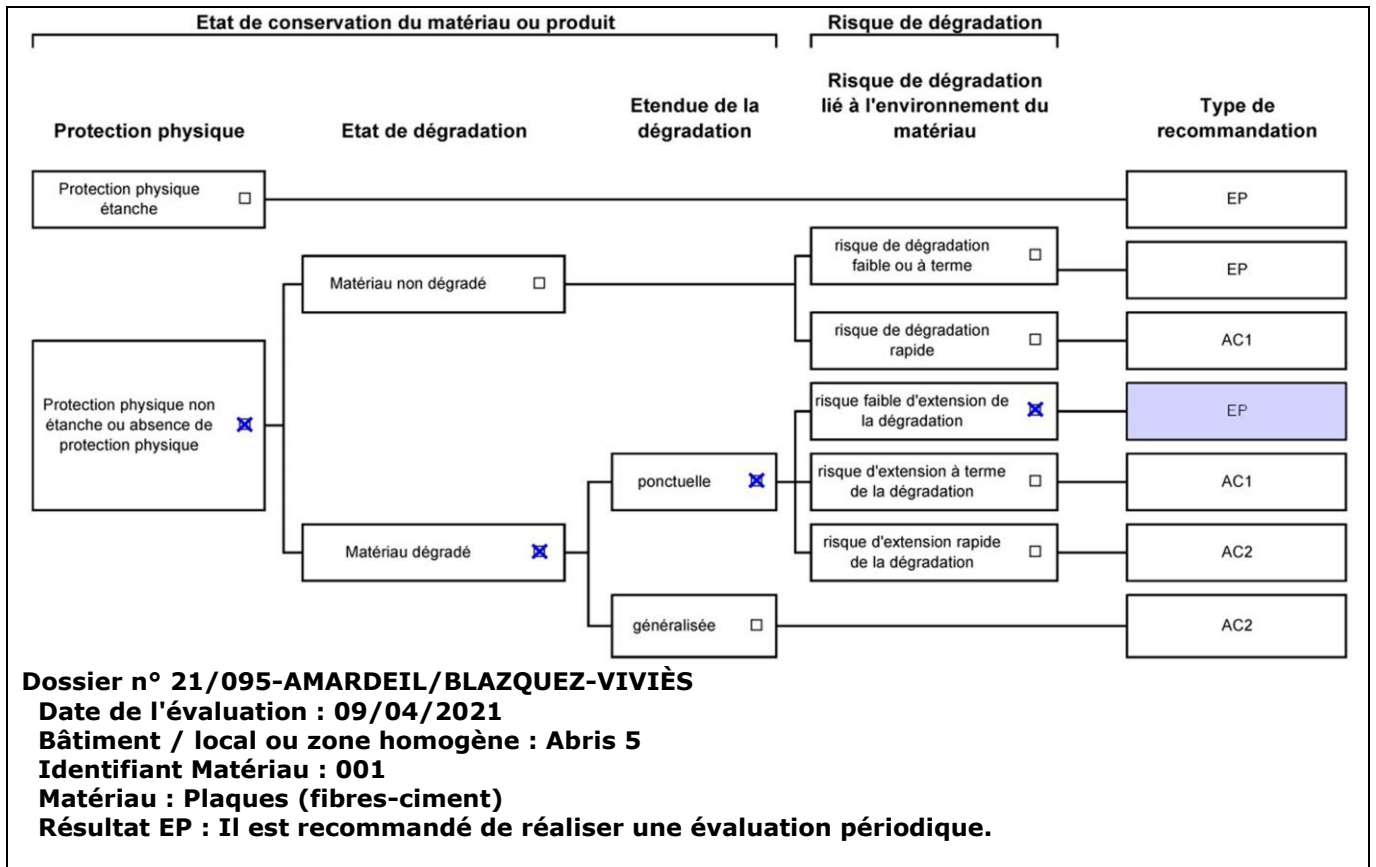 Etat de conservation du matériau ou produit
Risque de dégradation
Protection physique
Etat de dégradation
Etendue de la
dégradation
Risque de dégradation
lié à l'environnement du
matériau
Type de
recommandation
Protection physique
étanche
EP
risque de dégradation
faible ou à terme
EP
Matériau non dégradé
risque de dégradation
rapide
AC1
Protection physique non
étanche ou absence de
protection physique
risque faible d'extension de
la dégradation
EP
ponctuelle
risque d'extension à terme
de la dégradation
AC1
Matériau dégradé
risque d'extension rapide
de la dégradation
AC2
généralisée
AC2
Dossier n° 21/095-AMARDEIL/BLAZQUEZ-VIVIÈS
Date de l'évaluation : 09/04/2021
Bâtiment / local ou zone homogène : Abris 5
Identifiant Matériau : 001
Matériau : Plaques (fibres-ciment)
Résultat EP : Il est recommandé de réaliser une évaluation périodique.